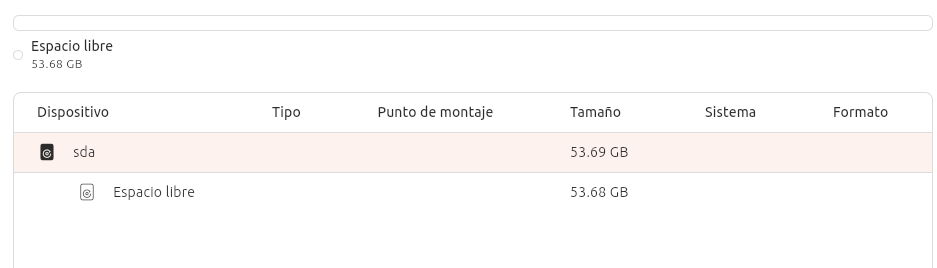 Espacio libre
53.68 GB
Dispositivo Tipo Punto de montaje Tamaño Sistema Formato
sda 53.69 GB
Espacio libre 53.68 GB